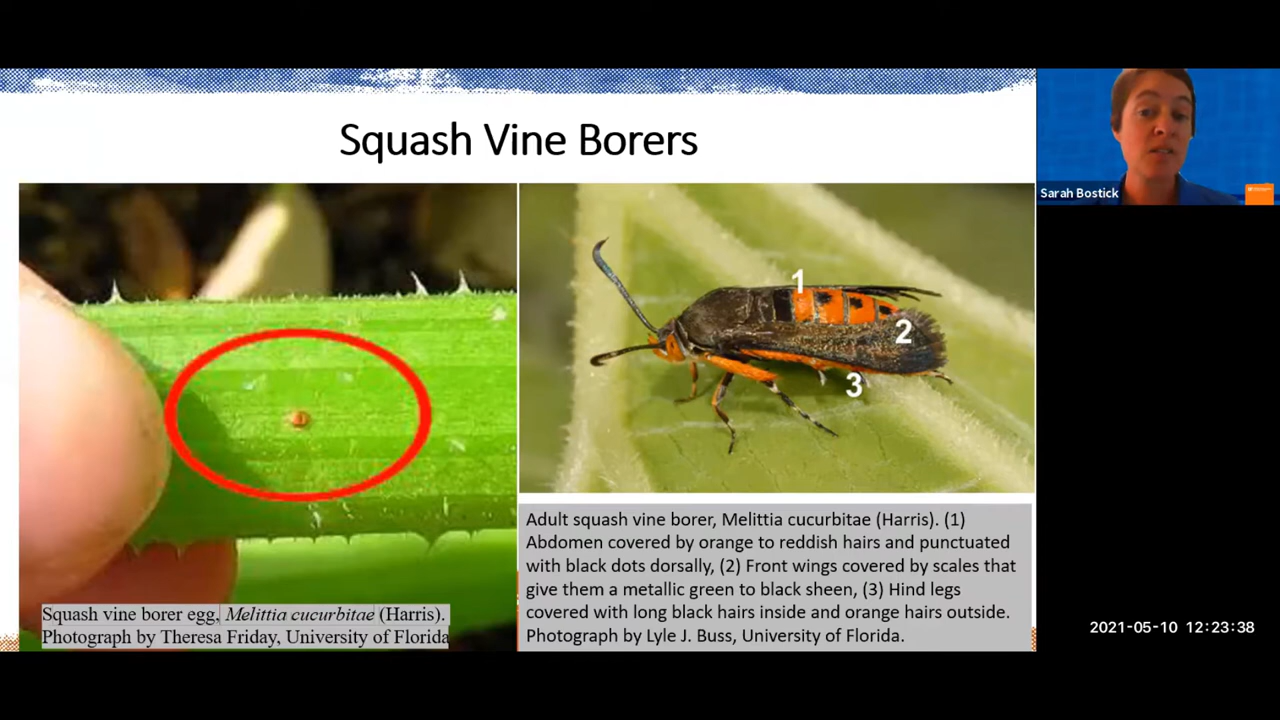 Squash Vine Borers
Sarah Bostick
1
2
3
Squash vine borer egg, Melittia cucurbitae (Harris).
Photograph by Theresa Friday, University of Florida
Adult squash vine borer, Melittia cucurbitae (Harris). (1)
Abdomen covered by orange to reddish hairs and punctuated
with black dots dorsally, (2) Front wings covered by scales that
give them a metallic green to black sheen, (3) Hind legs
covered with long black hairs inside and orange hairs outside.
Photograph by Lyle J. Buss, University of Florida.
2021-05-10 12:23:38